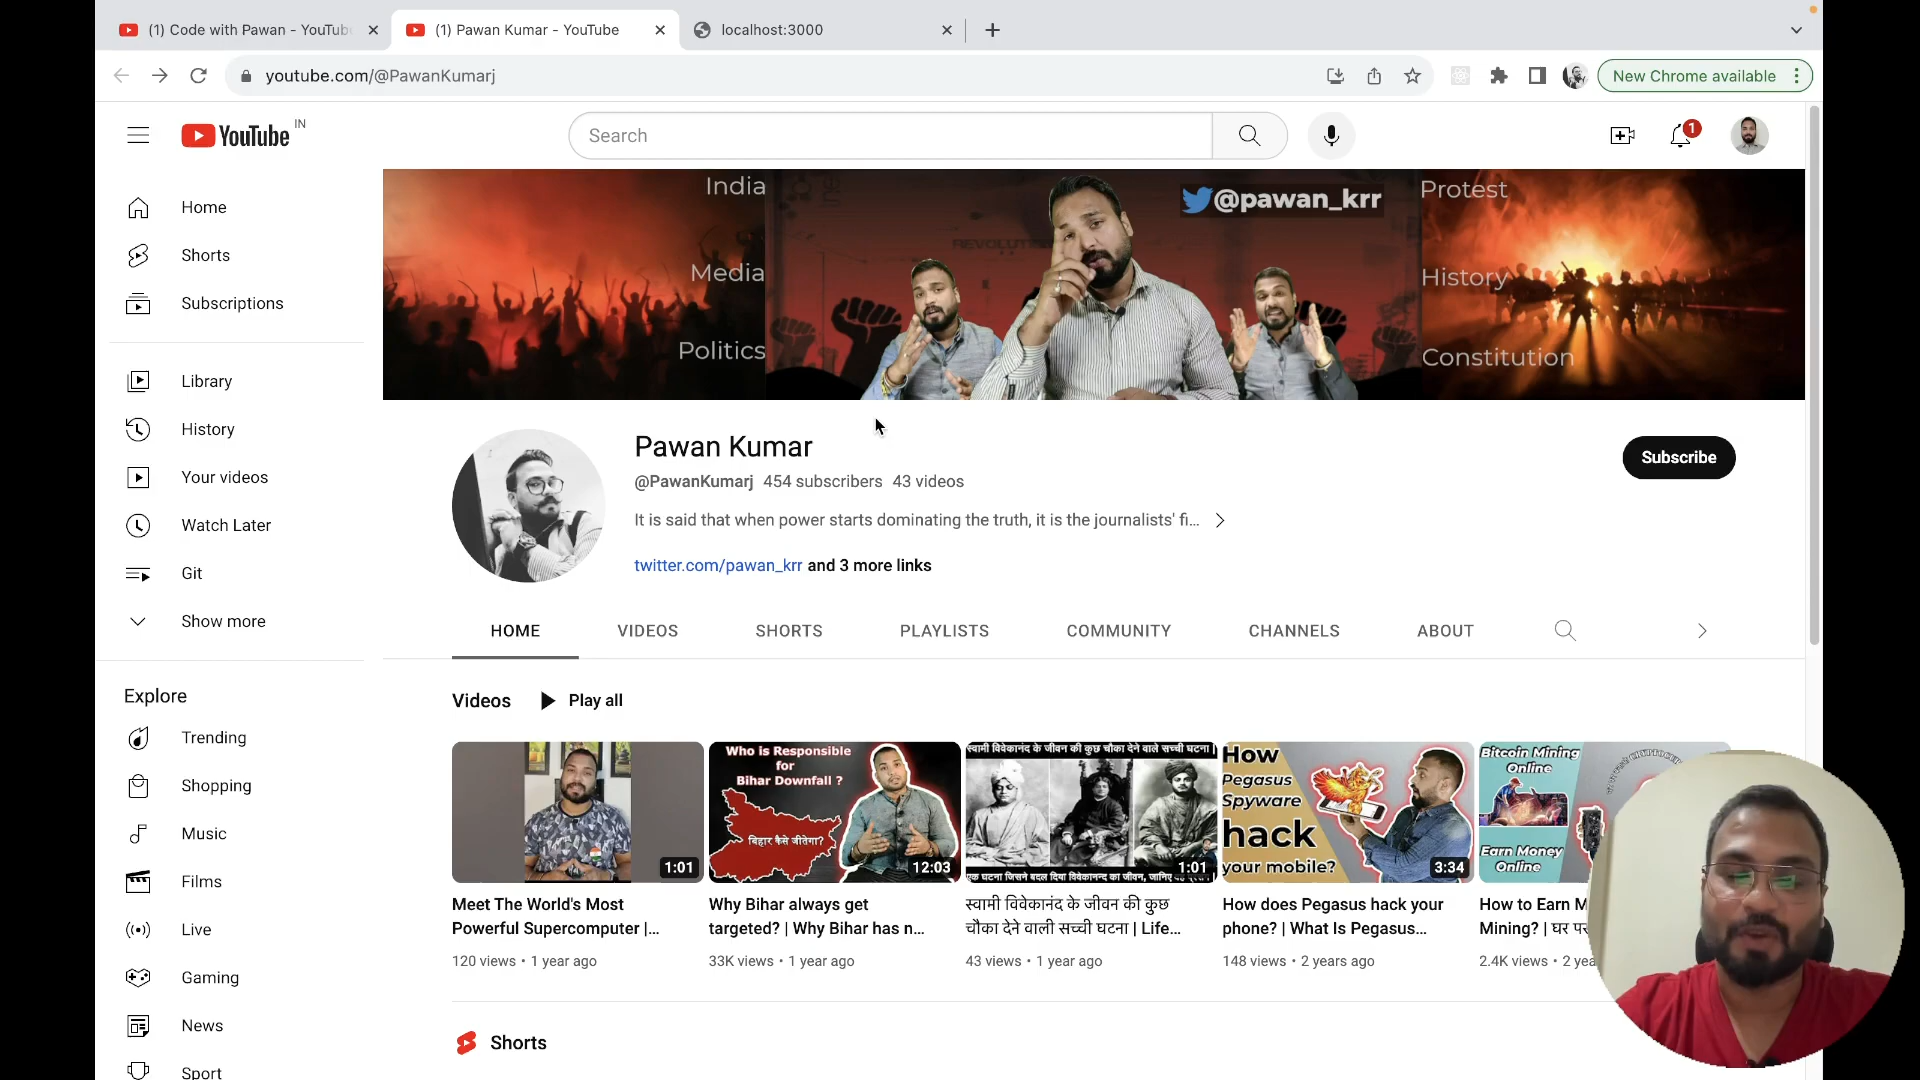 (1) Code with Pawan - YouTub
(1) Pawan Kumar - YouTube
localhost:3000
youtube.com/@PawanKumarj
New Chrome available
YouTube IN
Search
1
Home
Shorts
Subscriptions
Library
History
Your videos
Watch Later
Git
Show more
Explore
Trending
Shopping
Music
Films
Live
Gaming
News
Sport
India
Media
Politics
@pawan_krr
Protest
History
Constitution
Pawan Kumar
@PawanKumarj 454 subscribers 43 videos
It is said that when power starts dominating the truth, it is the journalists' fi...
twitter.com/pawan_krr and 3 more links
Subscribe
HOME VIDEOS SHORTS PLAYLISTS COMMUNITY CHANNELS ABOUT
Videos Play all
1:01
Who is Responsible
for
Bihar Downfall ?
बिहार कैसे जीतेगा?
12:03
स्वामी विवेकानंद के जीवन की कुछ चौका देने वाले सच्ची घटना |
एक घटना जिसने बदल दिया विवेकानन्द का जीवन, जानिए
1:01
How
Pegasus
Spyware
hack
your mobile?
3:34
Bitcoin Mining
Online
Earn Money
Online
Meet The World's Most
Powerful Supercomputer |...
120 views • 1 year ago
Why Bihar always get
targeted? | Why Bihar has n...
33K views • 1 year ago
स्वामी विवेकानंद के जीवन की कुछ
चौका देने वाली सच्ची घटना | Life...
43 views • 1 year ago
How does Pegasus hack your
phone? | What Is Pegasus...
148 views • 2 years ago
How to Earn M
Mining? | घर पर
2.4K views • 2 yea
Shorts